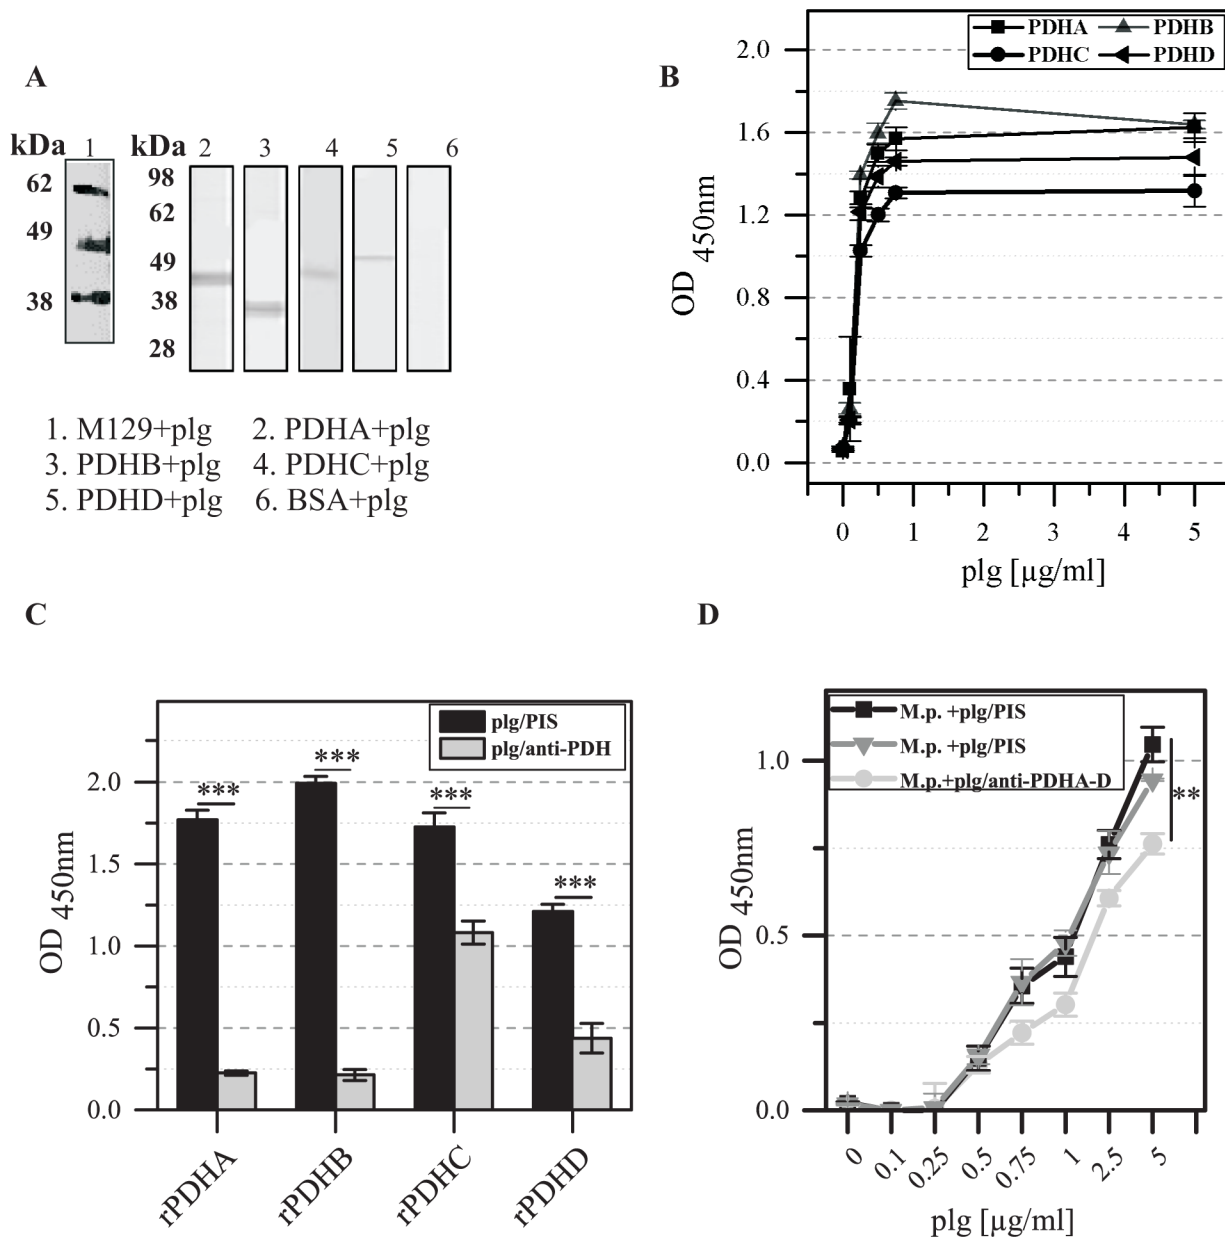 A
kDa 1
62
49
38
kDa 2 3 4 5 6
98
62
49
38
28
1. M129+plg 2. PDHA+plg
3. PDHB+plg 4. PDHC+plg
5. PDHD+plg 6. BSA+plg
B
PDHA PDHB
PDHC PDHD
2.0
1.6
1.2
0.8
0.4
0.0
OD 450nm
0 1 2 3 4 5
plg [µg/ml]
C
plg/PIS
plg/anti-PDH
*** *** *** ***
2.0
1.5
1.0
0.5
0.0
OD 450nm
rPDHA rPDHB rPDHC rPDHD
D
M.p. +plg/PIS
M.p. +plg/PIS
M.p.+plg/anti-PDHA-D
**
1.0
0.5
0.0
OD 450nm
0 0.1 0.25 0.5 0.75 1 2.5 5
plg [µg/ml]